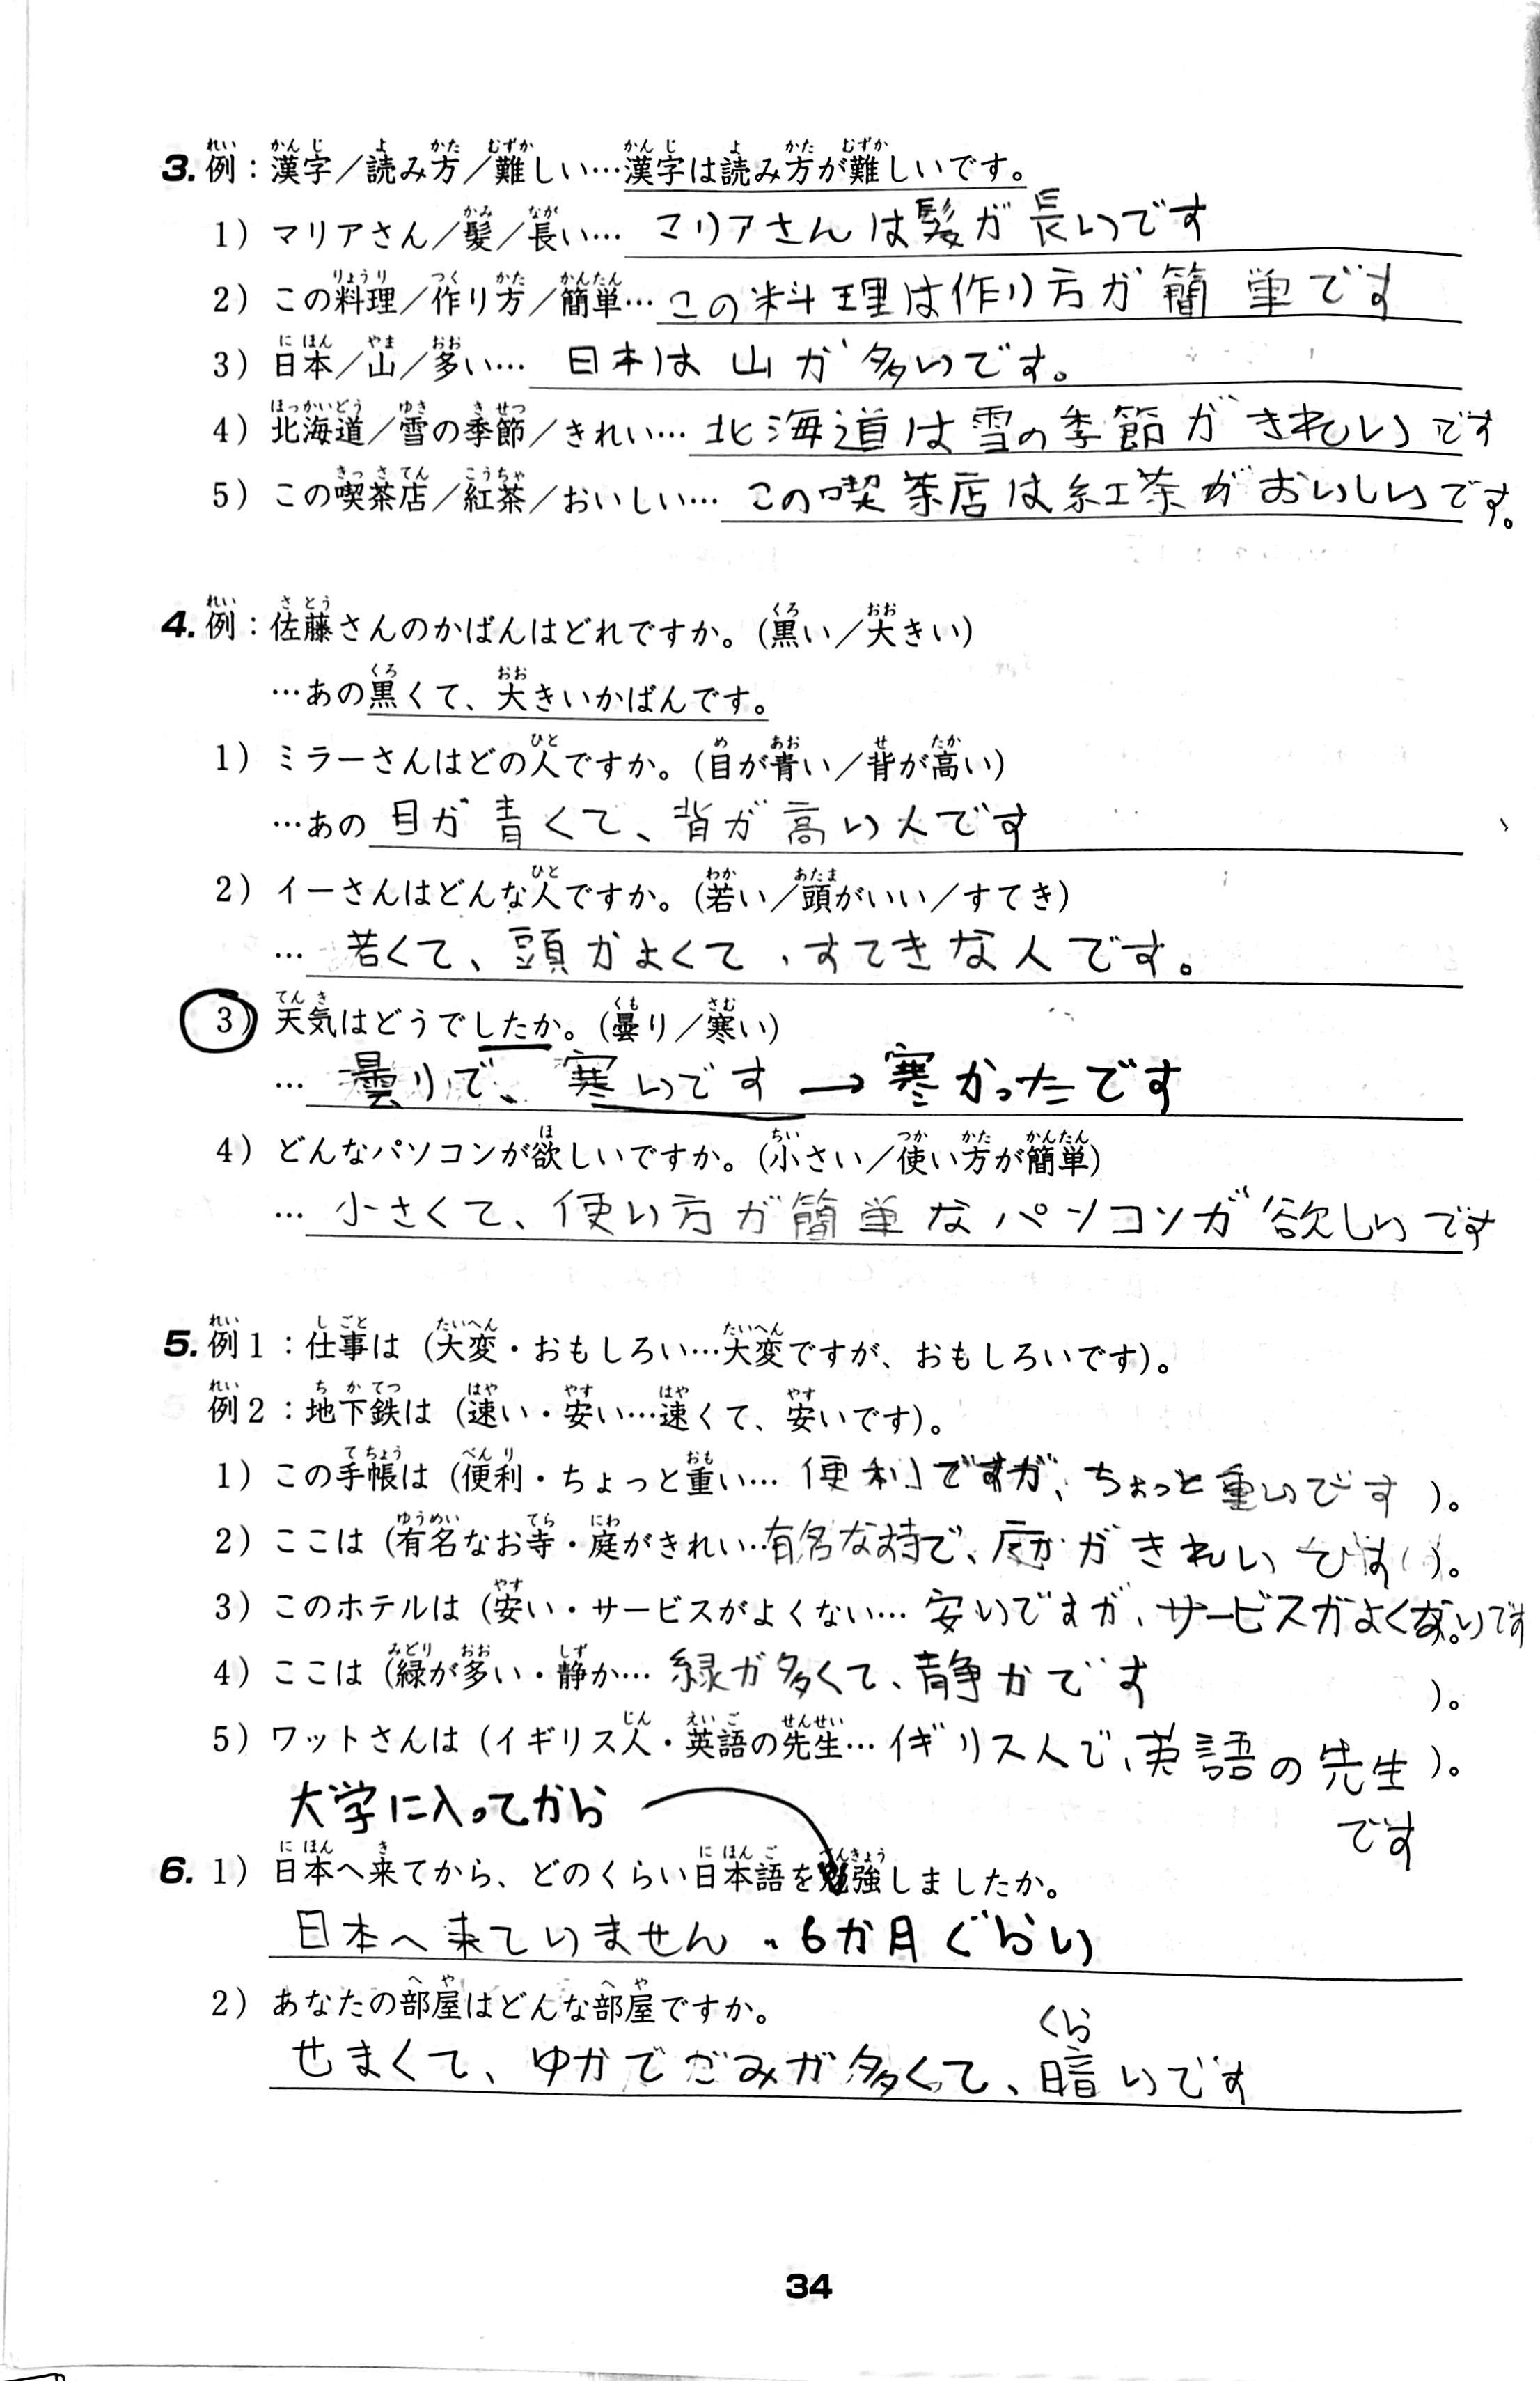 3. 例：漢字／読み方／難しい…漢字は読み方が難しいです。
1）マリアさん／髪／長い… マリアさんは髪が長いです
2）この料理／作り方／簡単… この料理は作り方が簡単です
3）日本／山／多い… 日本は山が多いです。
4）北海道／雪の季節／きれい… 北海道は雪の季節がきれいです
5）この喫茶店／紅茶／おいしい… この喫茶店は紅茶がおいしいです。
4. 例：佐藤さんのかばんはどれですか。（黒い／大きい）
…あの黒くて、大きいかばんです。
1）ミラーさんはどの人ですか。（目が青い／背が高い）
…あの 目が青くて、背が高い人です
2）イーさんはどんな人ですか。（若い／頭がいい／すてき）
… 若くて、頭がよくて、すてきな人です。
3）天気はどうでしたか。（曇り／寒い）
… 曇りで、寒いです → 寒かったです
4）どんなパソコンが欲しいですか。（小さい／使い方が簡単）
… 小さくて、使い方が簡単なパソコンが欲しいです
5. 例1：仕事は（大変・おもしろい…大変ですが、おもしろいです）。
例2：地下鉄は（速い・安い…速くて、安いです）。
1）この手帳は（便利・ちょっと重い… 便利ですが、ちょっと重いです ）。
2）ここは（有名なお寺・庭がきれい… 有名なお持で、庭がきれいです ）。
3）このホテルは（安い・サービスがよくない… 安いですが、サービスがよくないです ）。
4）ここは（緑が多い・静か… 緑が多くて、静かです ）。
5）ワットさんは（イギリス人・英語の先生… イギリス人で、英語の先生 ）。
です
大学に入ってから
6. 1）日本へ来てから、どのくらい日本語を勉強しましたか。
日本へ来ていません。6か月ぐらい
2）あなたの部屋はどんな部屋ですか。
せまくて、ゆかでごみが多くて、暗いです
34